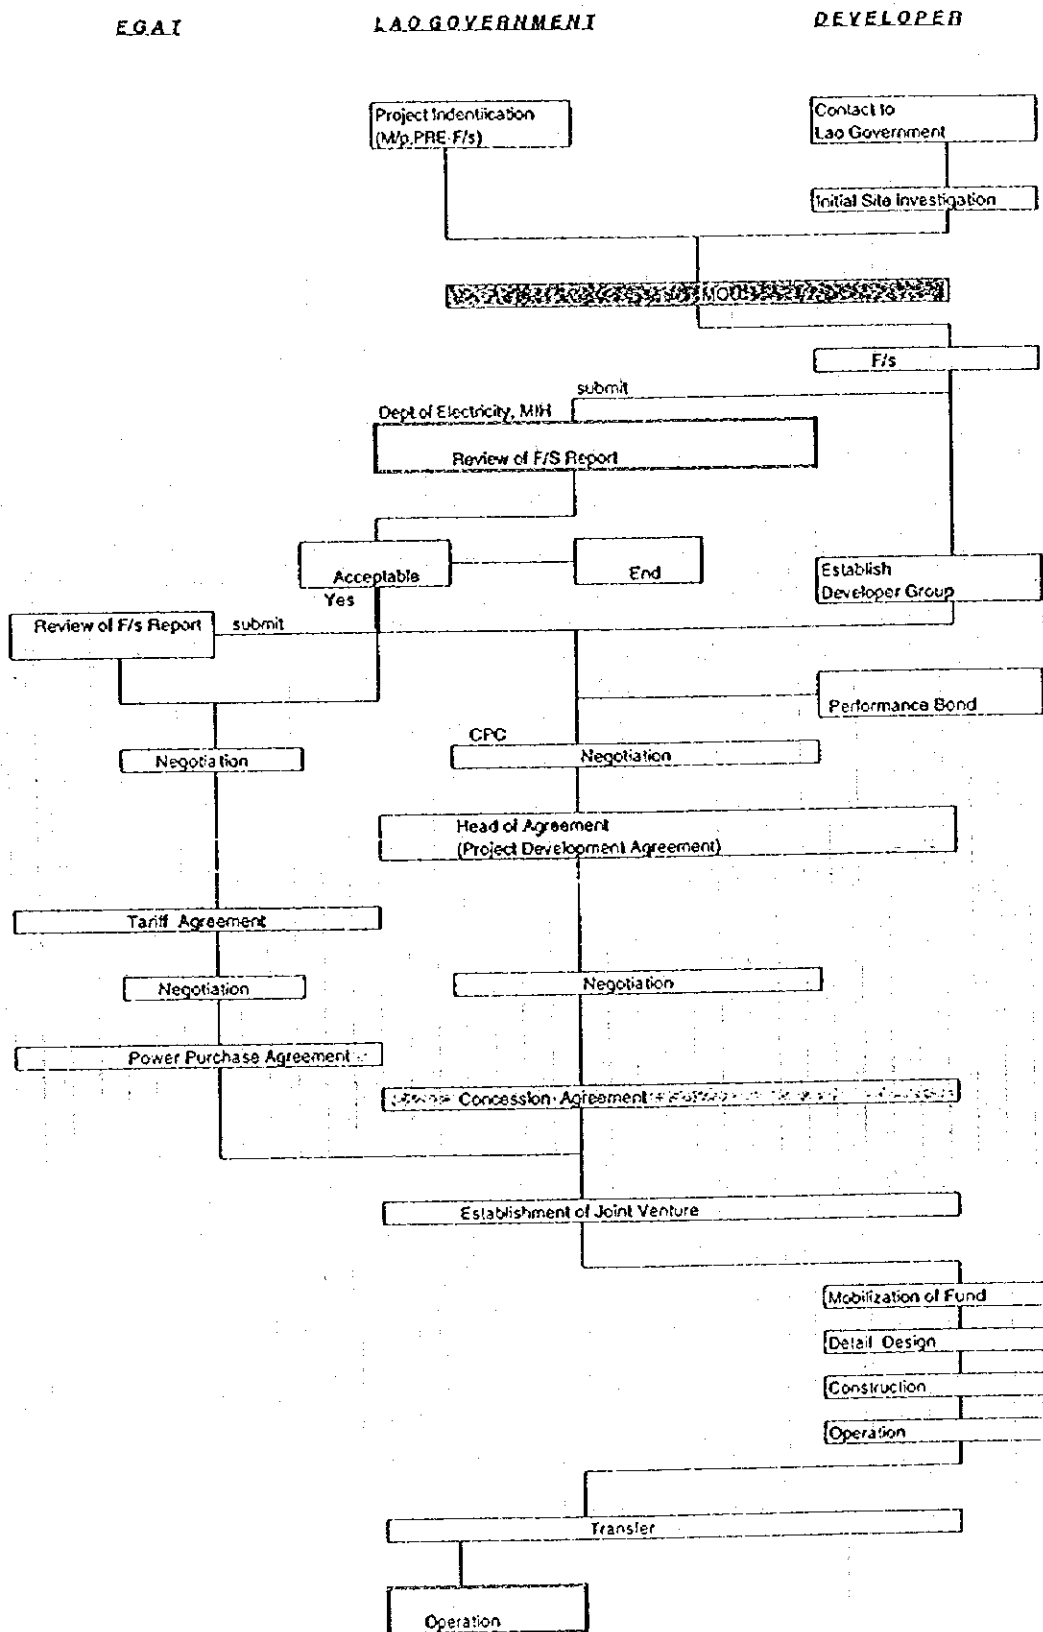 EGAT
LAO GOVERNMENT
DEVELOPER
Project Indentiication
(M/p,PRE-F/s)
Contact to
Lao Government
Initial Site Investigation
MOU
F/s
submit
Dept of Electricity, MIH
Review of F/S Report
Acceptable
End
Establish
Developer Group
Yes
Review of F/s Report
submit
Performance Bond
CPC
Negotiation
Negotiation
Head of Agreement
(Project Development Agreement)
Tariff Agreement
Negotiation
Negotiation
Power Purchase Agreement
Concession Agreement
Establishment of Joint Venture
Mobilization of Fund
Detail Design
Construction
Operation
Transfer
Operation